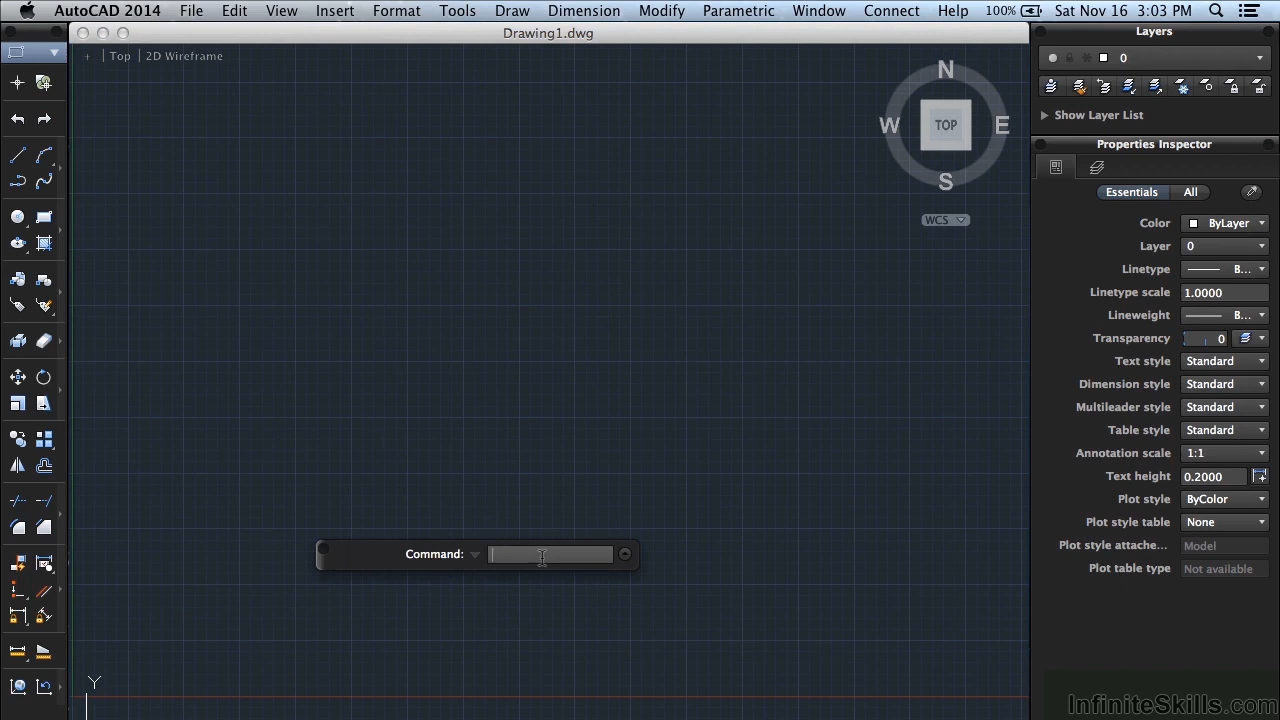 AutoCAD 2014 File Edit View Insert Format Tools Draw Dimension Modify Parametric Window Connect Help 100% Sat Nov 16 3:03 PM
Drawing1.dwg
+ | Top | 2D Wireframe
N
W TOP E
S
WCS
Command:
Y
Layers
0
Show Layer List
Properties Inspector
Essentials All
Color ByLayer
Layer 0
Linetype B...
Linetype scale 1.0000
Lineweight B...
Transparency 0
Text style Standard
Dimension style Standard
Multileader style Standard
Table style Standard
Annotation scale 1:1
Text height 0.2000
Plot style ByColor
Plot style table None
Plot style attache... Model
Plot table type Not available
InfiniteSkills.com